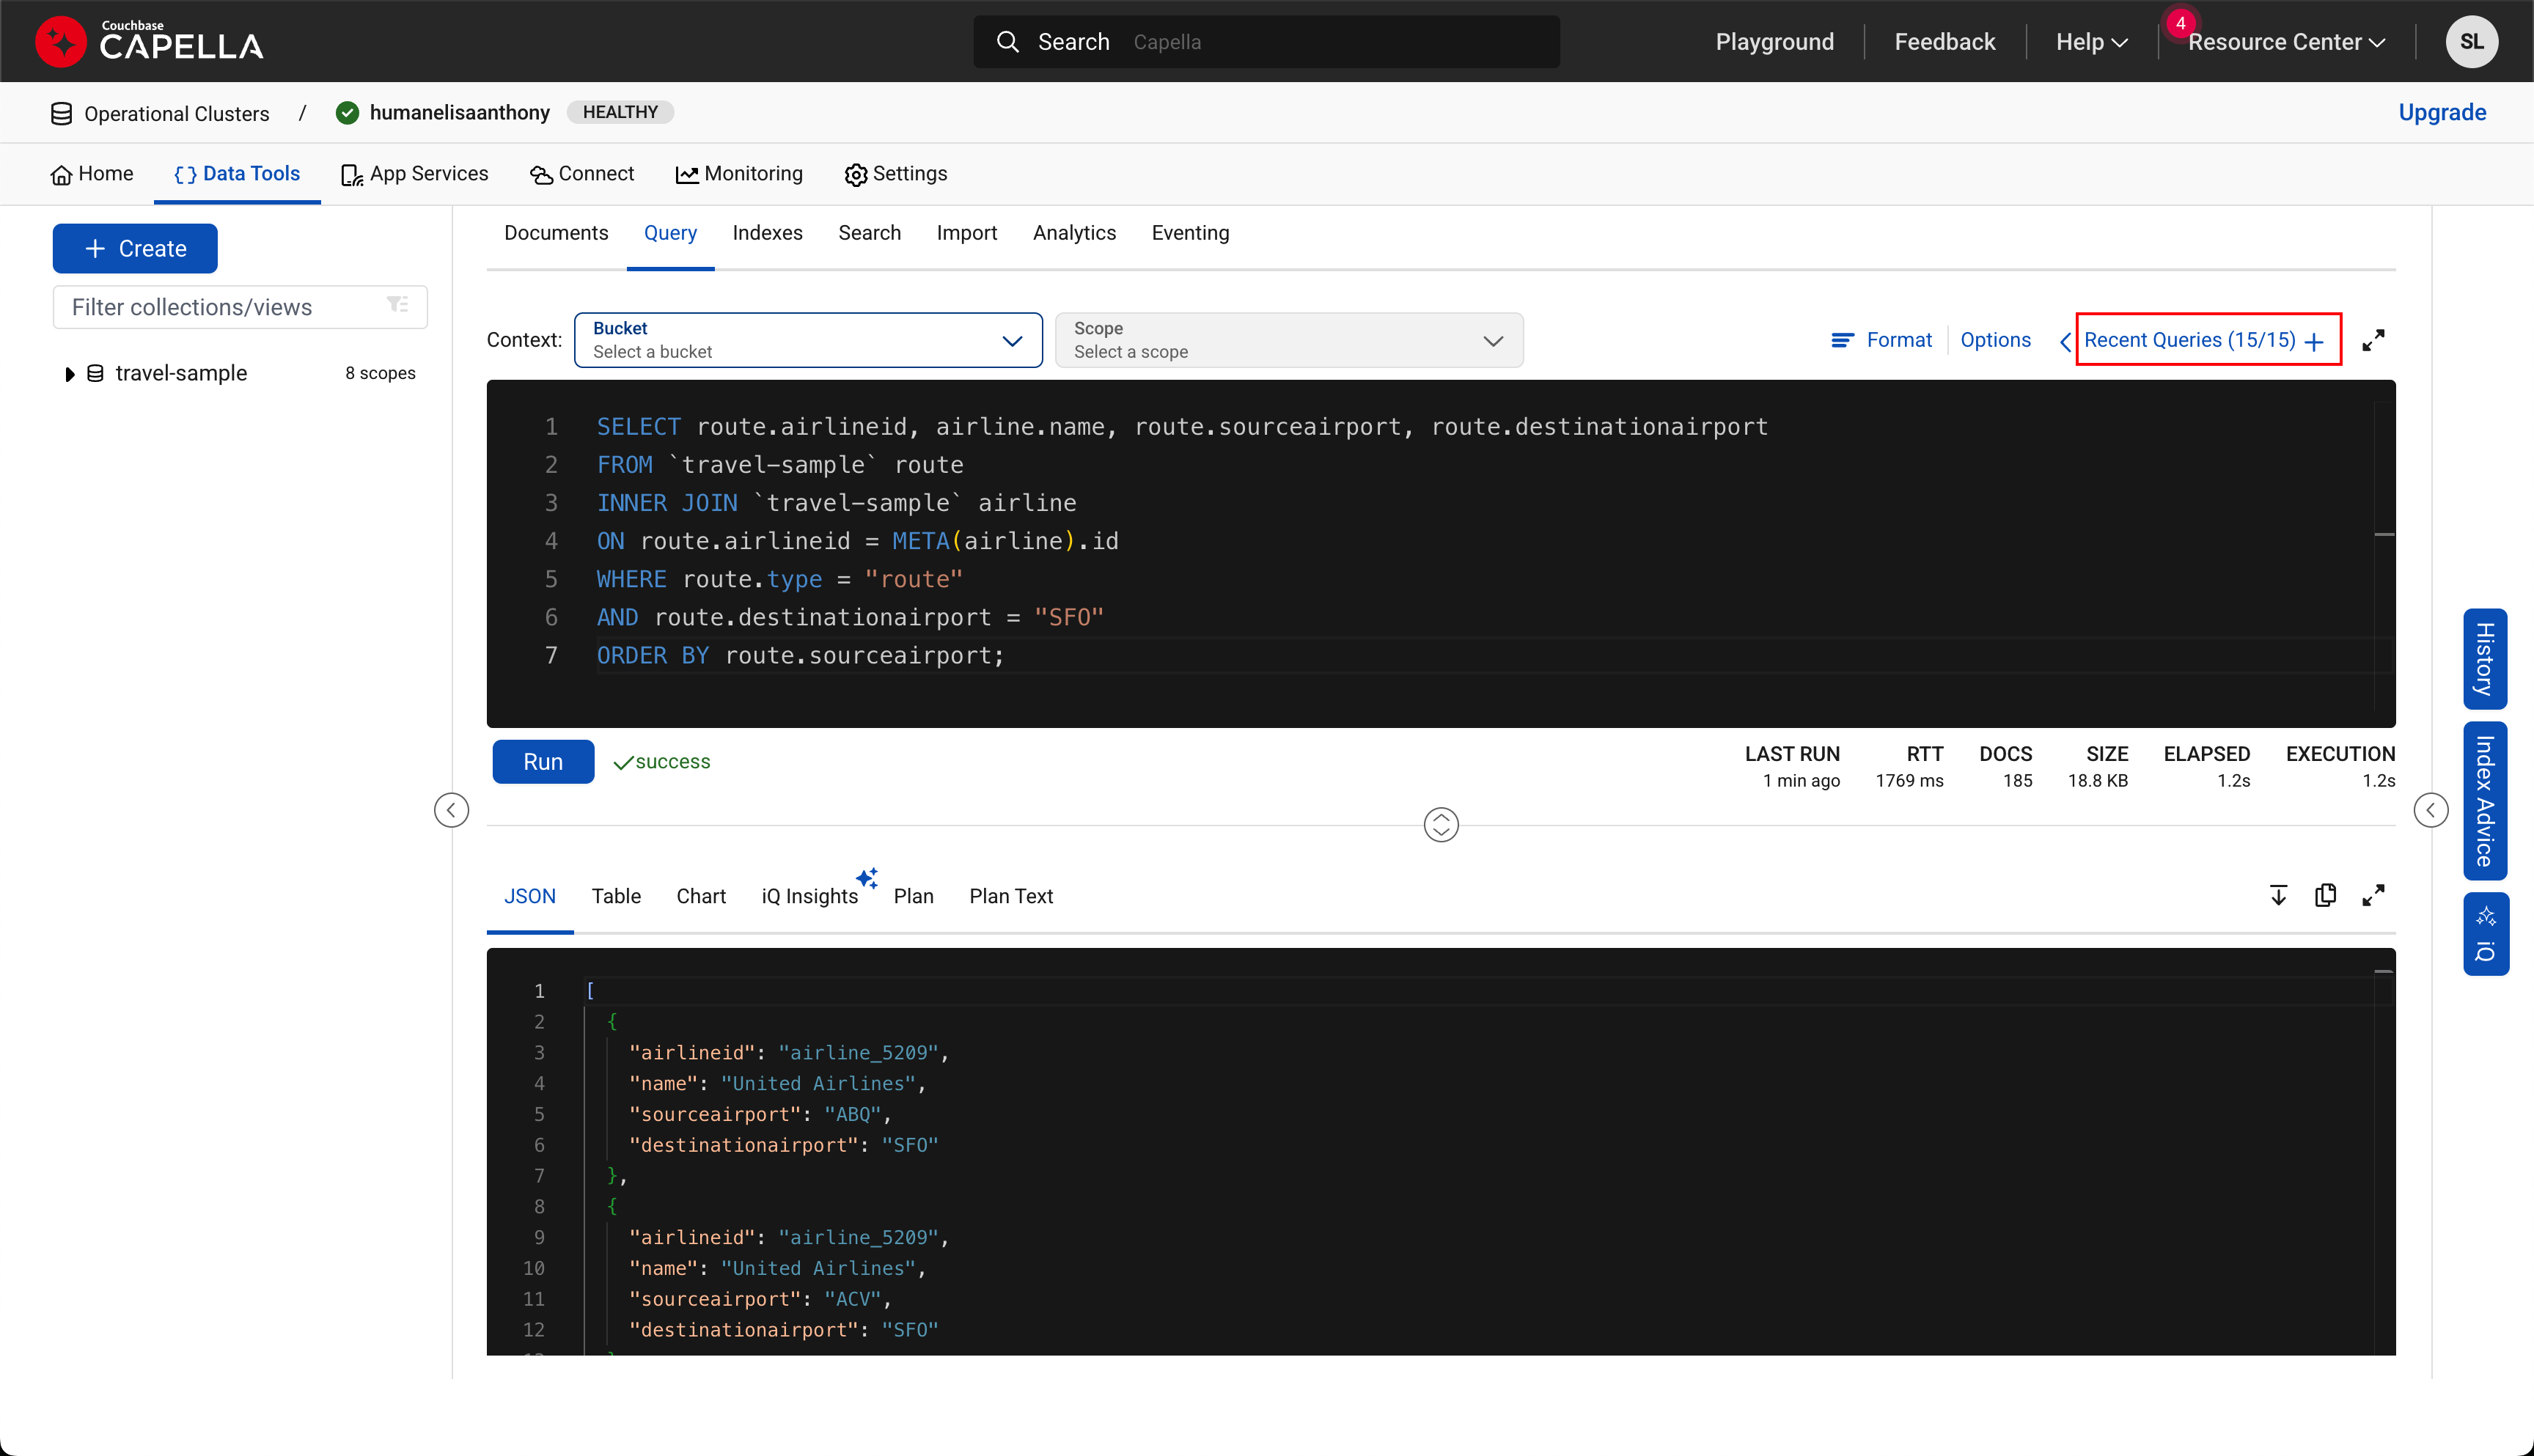 Couchbase
CAPELLA
Search Capella
Playground
Feedback
Help
4
Resource Center
SL
Operational Clusters / humanelisaanthony HEALTHY
Upgrade
Home
Data Tools
App Services
Connect
Monitoring
Settings
+ Create
Filter collections/views
travel-sample 8 scopes
Documents
Query
Indexes
Search
Import
Analytics
Eventing
Context:
Bucket
Select a bucket
Scope
Select a scope
Format
Options
Recent Queries (15/15) +
1 SELECT route.airlineid, airline.name, route.sourceairport, route.destinationairport
2 FROM `travel-sample` route
3 INNER JOIN `travel-sample` airline
4 ON route.airlineid = META(airline).id
5 WHERE route.type = "route"
6 AND route.destinationairport = "SFO"
7 ORDER BY route.sourceairport;
Run
success
LAST RUN RTT DOCS SIZE ELAPSED EXECUTION
1 min ago 1769 ms 185 18.8 KB 1.2s 1.2s
JSON
Table
Chart
iQ Insights
Plan
Plan Text
1 [
2 {
3 "airlineid": "airline_5209",
4 "name": "United Airlines",
5 "sourceairport": "ABQ",
6 "destinationairport": "SFO"
7 },
8 {
9 "airlineid": "airline_5209",
10 "name": "United Airlines",
11 "sourceairport": "ACV",
12 "destinationairport": "SFO"
History
Index Advice
iQ